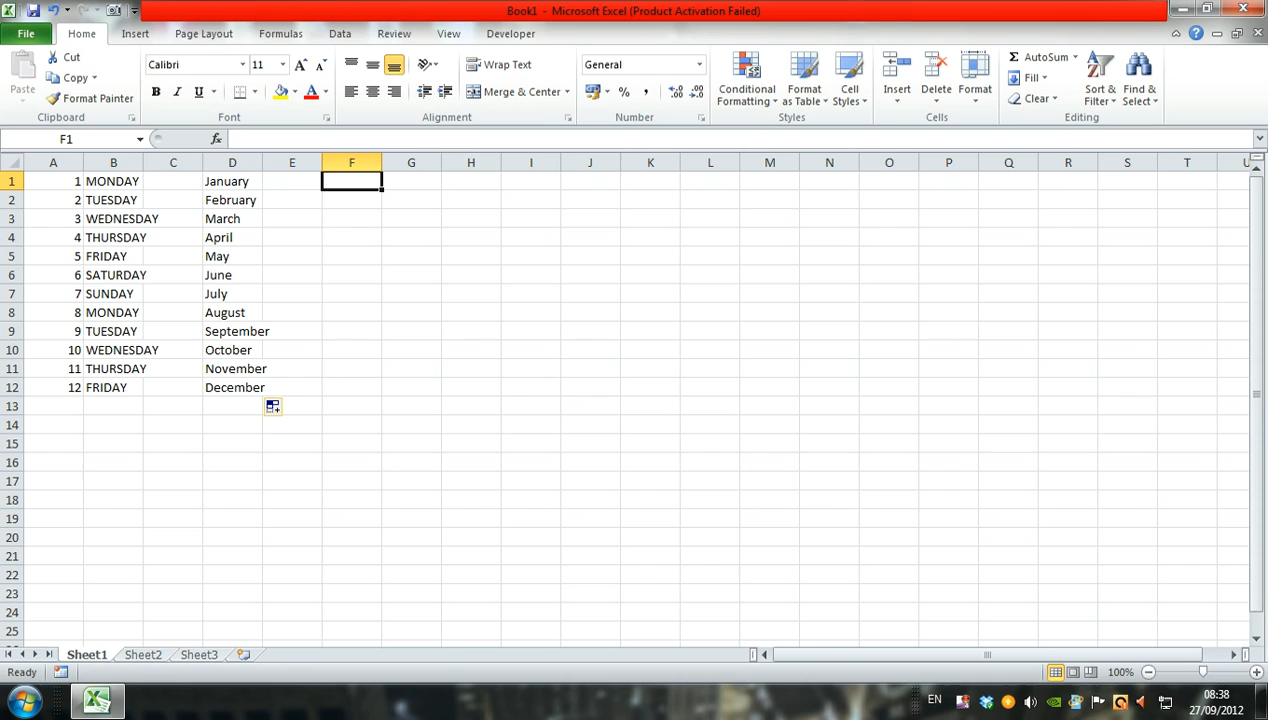 Book1 - Microsoft Excel (Product Activation Failed)
File Home Insert Page Layout Formulas Data Review View Developer
Paste
Cut
Copy
Format Painter
Clipboard
Calibri 11
B I U
Font
Wrap Text
Merge & Center
Alignment
General
Number
Conditional Formatting
Format as Table
Cell Styles
Styles
Insert
Delete
Format
Cells
AutoSum
Fill
Clear
Sort & Filter
Find & Select
Editing
F1 fx
A B C D E F G H I J K L M N O P Q R S T U
1 1 MONDAY January
2 2 TUESDAY February
3 3 WEDNESDAY March
4 4 THURSDAY April
5 5 FRIDAY May
6 6 SATURDAY June
7 7 SUNDAY July
8 8 MONDAY August
9 9 TUESDAY September
10 10 WEDNESDAY October
11 11 THURSDAY November
12 12 FRIDAY December
13
14
15
16
17
18
19
20
21
22
23
24
25
Sheet1 Sheet2 Sheet3
Ready 100%
EN 08:38
27/09/2012